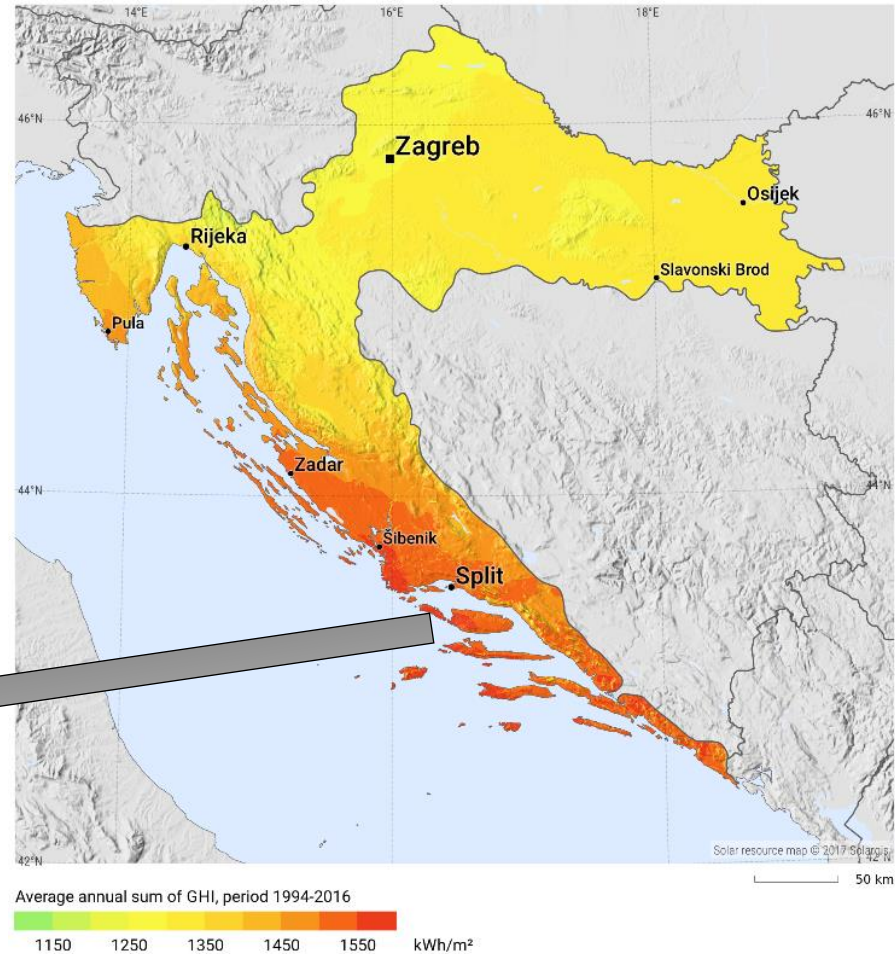 14°E 16°E 18°E
46°N 46°N
Zagreb
Osijek
Rijeka
Slavonski Brod
Pula
Zadar
44°N 44°N
Šibenik
Split
Solar resource map © 2017 Solargis
42°N 42°N
50 km
Average annual sum of GHI, period 1994-2016
1150 1250 1350 1450 1550 kWh/m²